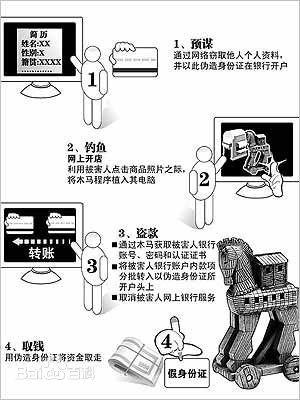 简 历
姓名:XX
性别:X
籍贯:XXXX
1
1、预谋
通过网络窃取他人个人资料,
并以此伪造身份证在银行开户
2、钓鱼
网上开店
利用被害人点击商品照片之际,
将木马程序植入其电脑
2
转账
3
3、盗款
■通过木马获取被害人银行
账号、密码和认证证书
■将被害人银行账户内款项
分批转入以伪造身份证所
开户头上
■取消被害人网上银行服务
4、取钱
用伪造身份证将资金取走
4
假身份证
Bai百科